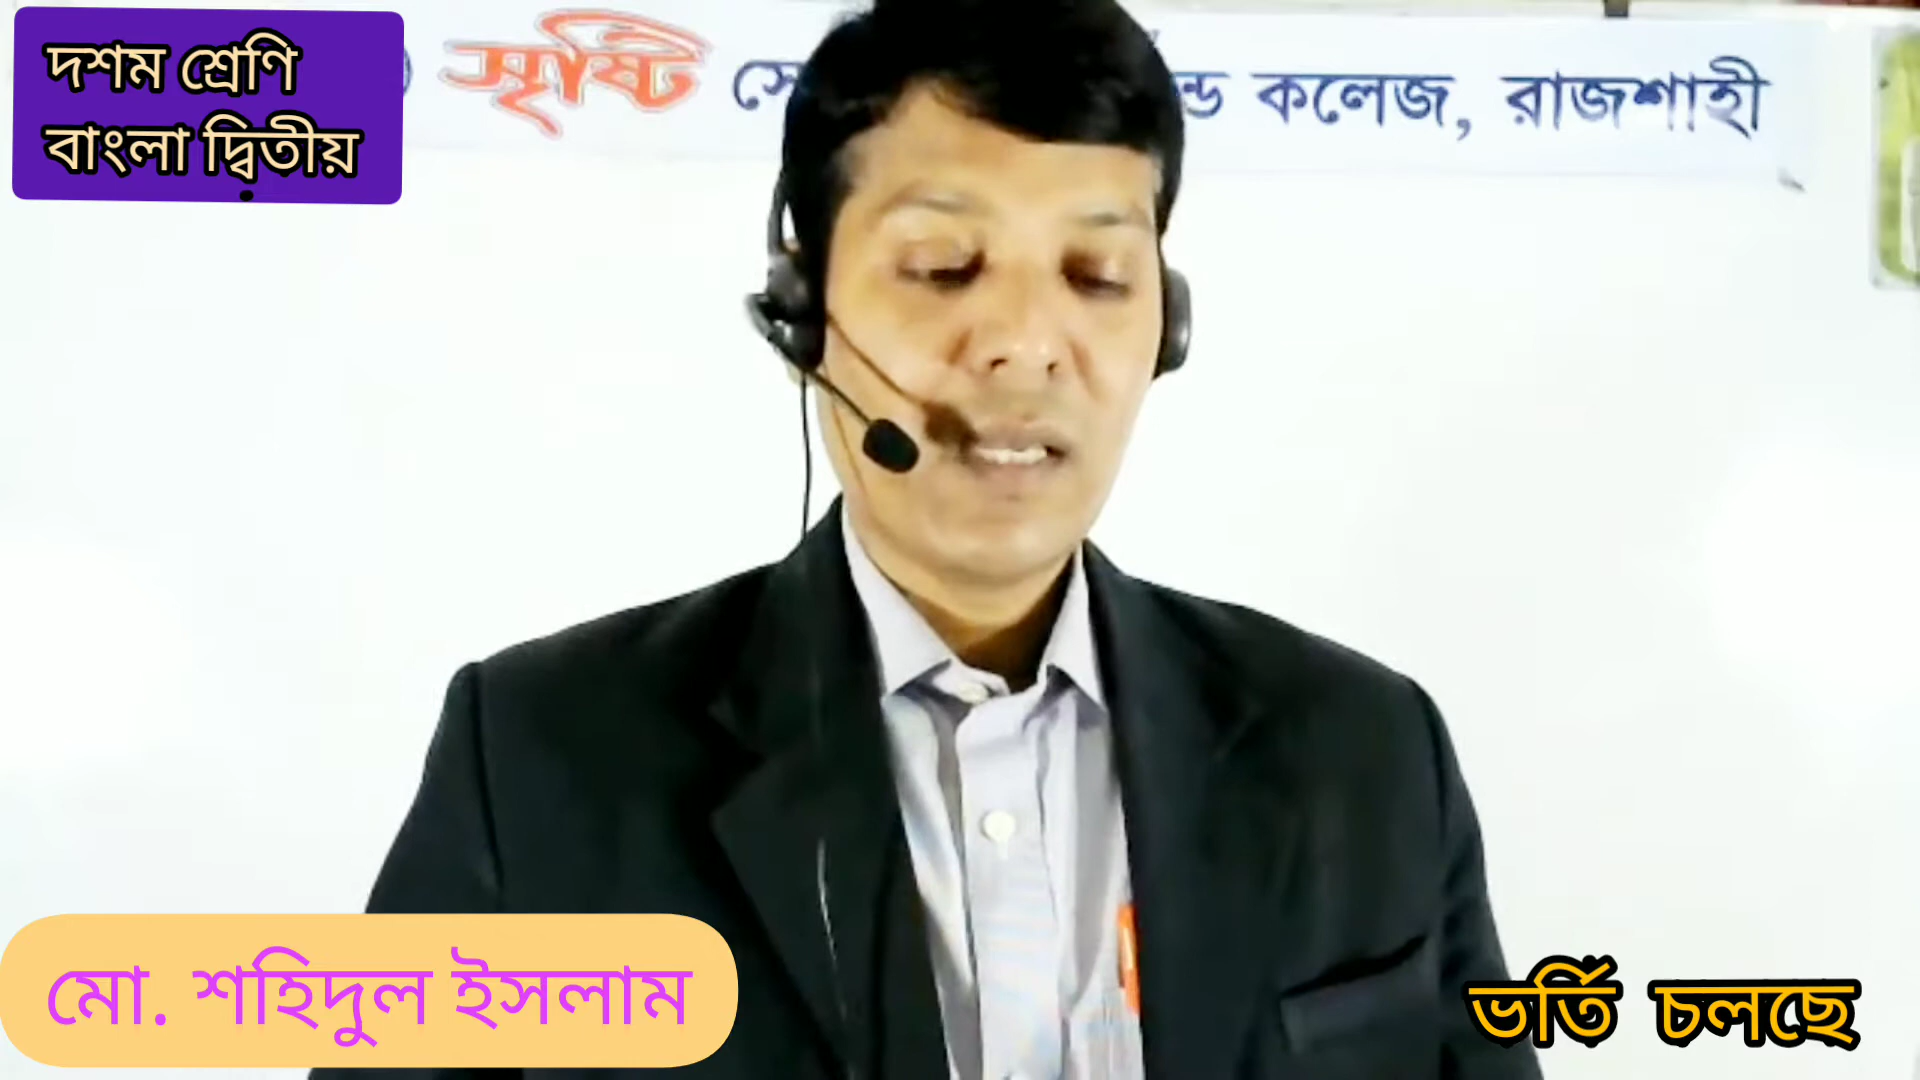 দশম শ্রেণি
বাংলা দ্বিতীয়
সৃষ্টি কলেজ, রাজশাহী
মো. শহিদুল ইসলাম
ভর্তি চলছে